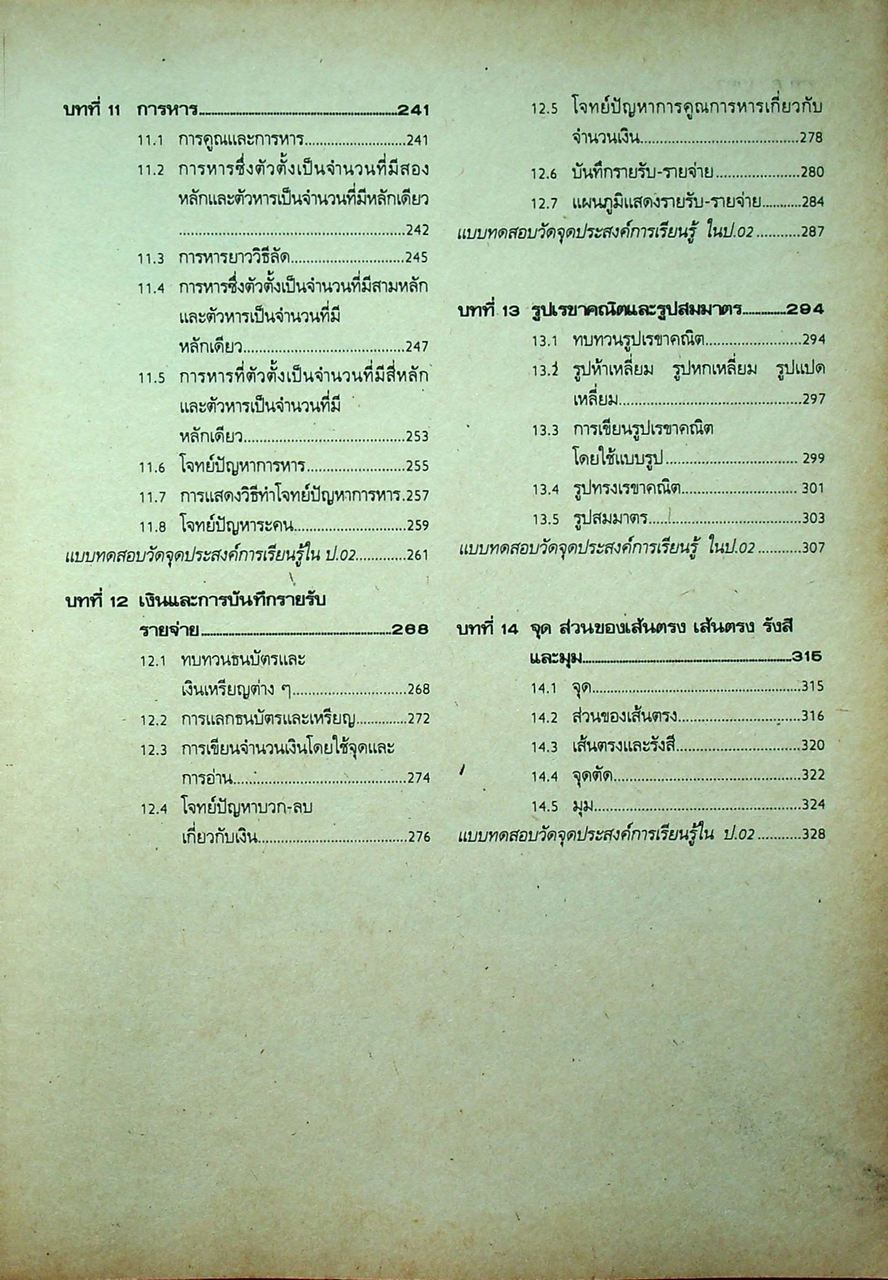 บทที่ 11 การหาร..........241
11.1 การคูณและการหาร..........241
11.2 การหารซึ่งตัวตั้งเป็นจำนวนที่มีสอง
หลักและตัวหารเป็นจำนวนที่มีหลักเดียว
..........242
11.3 การหารยาววิธีลัด..........245
11.4 การหารซึ่งตัวตั้งเป็นจำนวนที่มีสามหลัก
และตัวหารเป็นจำนวนที่มี
หลักเดียว..........247
11.5 การหารที่ตัวตั้งเป็นจำนวนที่มีสี่หลัก
และตัวหารเป็นจำนวนที่มี
หลักเดียว..........253
11.6 โจทย์ปัญหาการหาร..........255
11.7 การแสดงวิธีทำโจทย์ปัญหาการหาร.257
11.8 โจทย์ปัญหาระคน..........259
แบบทดสอบวัดจุดประสงค์การเรียนรู้ใน ป.02..........261
บทที่ 12 เงินและการบันทึกรายรับ
รายจ่าย..........268
12.1 ทบทวนธนบัตรและ
เงินเหรียญต่าง ๆ..........268
12.2 การแลกธนบัตรและเหรียญ..........272
12.3 การเขียนจำนวนเงินโดยใช้จุดและ
การอ่าน..........274
12.4 โจทย์ปัญหาบวก-ลบ
เกี่ยวกับเงิน..........276
12.5 โจทย์ปัญหาการคูณการหารเกี่ยวกับ
จำนวนเงิน..........278
12.6 บันทึกรายรับ-รายจ่าย..........280
12.7 แผนภูมิแสดงรายรับ-รายจ่าย..........284
แบบทดสอบวัดจุดประสงค์การเรียนรู้ ในป.02..........287
บทที่ 13 รูปเรขาคณิตและรูปสมมาตร..........294
13.1 ทบทวนรูปเรขาคณิต..........294
13.2 รูปห้าเหลี่ยม รูปหกเหลี่ยม รูปแปด
เหลี่ยม..........297
13.3 การเขียนรูปเรขาคณิต
โดยใช้แบบรูป..........299
13.4 รูปทรงเรขาคณิต..........301
13.5 รูปสมมาตร..........303
แบบทดสอบวัดจุดประสงค์การเรียนรู้ ในป.02..........307
บทที่ 14 จุด ส่วนของเส้นตรง เส้นตรง รังสี
และมุม..........315
14.1 จุด..........315
14.2 ส่วนของเส้นตรง..........316
14.3 เส้นตรงและรังสี..........320
14.4 จุดตัด..........322
14.5 มุม..........324
แบบทดสอบวัดจุดประสงค์การเรียนรู้ใน ป.02..........328